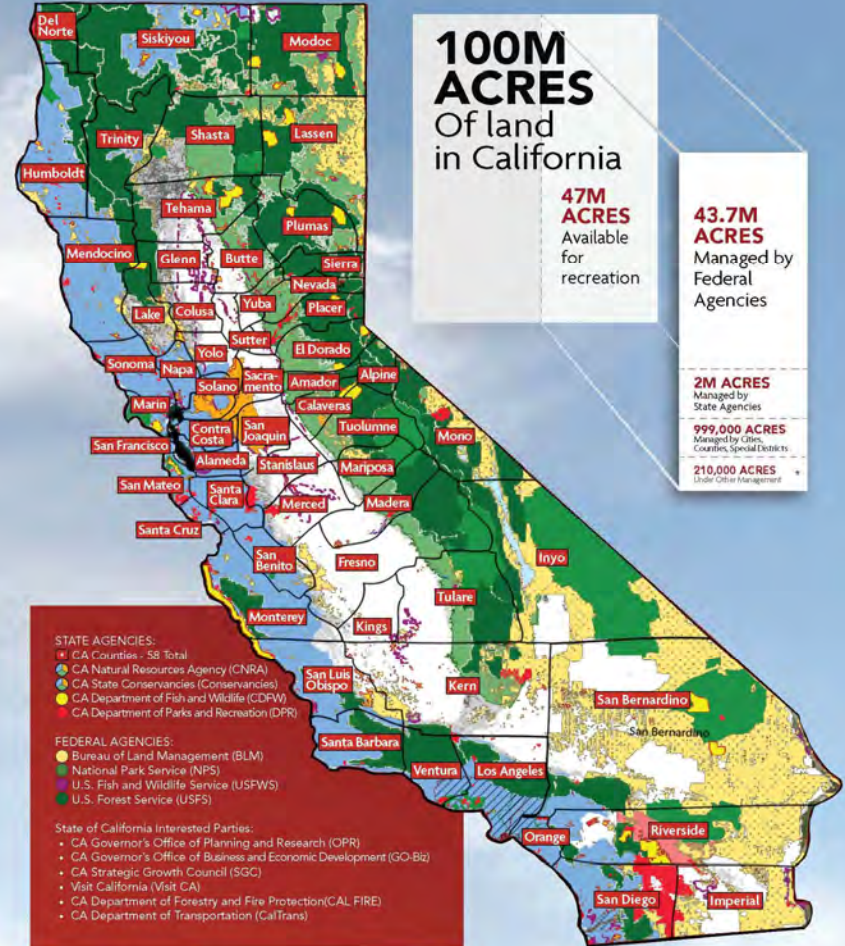 Del
Norte
Siskiyou
Modoc
Trinity
Shasta
Lassen
Humboldt
Tehama
Plumas
Mendocino
Glenn
Butte
Sierra
Nevada
Lake
Colusa
Yuba
Placer
Sutter
Yolo
El Dorado
Sonoma
Napa
Sacra-
mento
Amador
Alpine
Solano
Marin
Calaveras
Contra
Costa
San
Joaquin
Tuolumne
Mono
San Francisco
Alameda
Stanislaus
Mariposa
San Mateo
Santa
Clara
Merced
Madera
Santa Cruz
San
Benito
Fresno
Inyo
Tulare
Monterey
Kings
San Luis
Obispo
Kern
San Bernardino
San Bernardino
Santa Barbara
Ventura
Los Angeles
Orange
Riverside
San Diego
Imperial
100M
ACRES
Of land
in California
47M
ACRES
Available
for
recreation
43.7M
ACRES
Managed by
Federal
Agencies
2M ACRES
Managed by
State Agencies
999,000 ACRES
Managed by Cities,
Counties, Special Districts
210,000 ACRES
Under Other Management
STATE AGENCIES:
CA Counties - 58 Total
CA Natural Resources Agency (CNRA)
CA State Conservancies (Conservancies)
CA Department of Fish and Wildlife (CDFW)
CA Department of Parks and Recreation (DPR)
FEDERAL AGENCIES:
Bureau of Land Management (BLM)
National Park Service (NPS)
U.S. Fish and Wildlife Service (USFWS)
U.S. Forest Service (USFS)
State of California Interested Parties:
• CA Governor's Office of Planning and Research (OPR)
• CA Governor's Office of Business and Economic Development (GO-Biz)
• CA Strategic Growth Council (SGC)
• Visit California (Visit CA)
• CA Department of Forestry and Fire Protection(CAL FIRE)
• CA Department of Transportation (CalTrans)